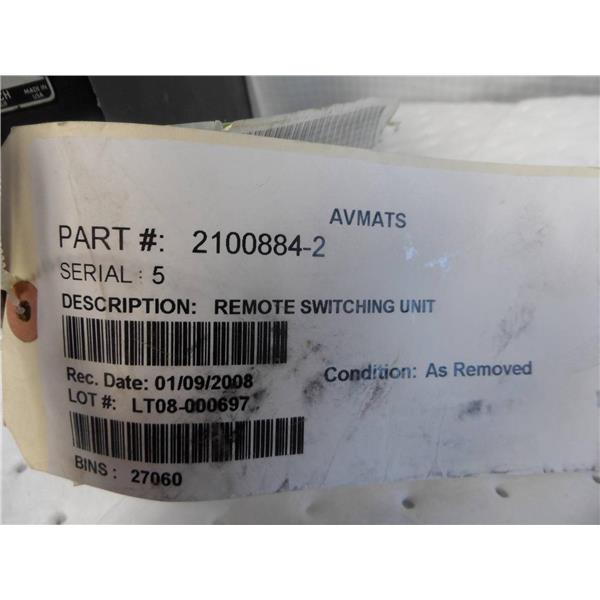 MADE IN
USA
AVMATS
PART #: 2100884-2
SERIAL : 5
DESCRIPTION: REMOTE SWITCHING UNIT
Rec. Date: 01/09/2008
Condition: As Removed
LOT #: LT08-000697
BINS : 27060